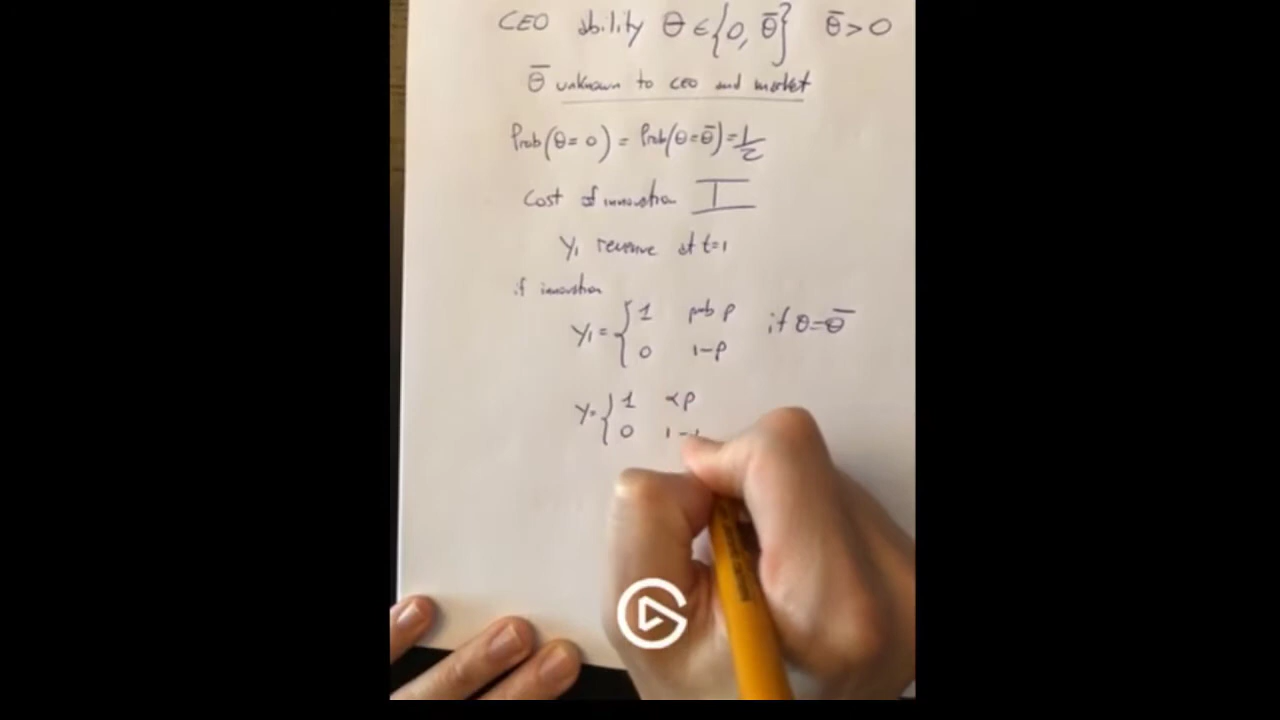 CEO ability θ ∈ {0, θ̄} θ̄ > 0
θ̄ unknown to CEO and market
Prob(θ = 0) = Prob(θ = θ̄) = 1/2
Cost of innovation I
y₁ revenue at t=1
if innovation
y₁ = { 1 prob p if θ = θ̄
0 1-p
y = { 1 αp
0 1-